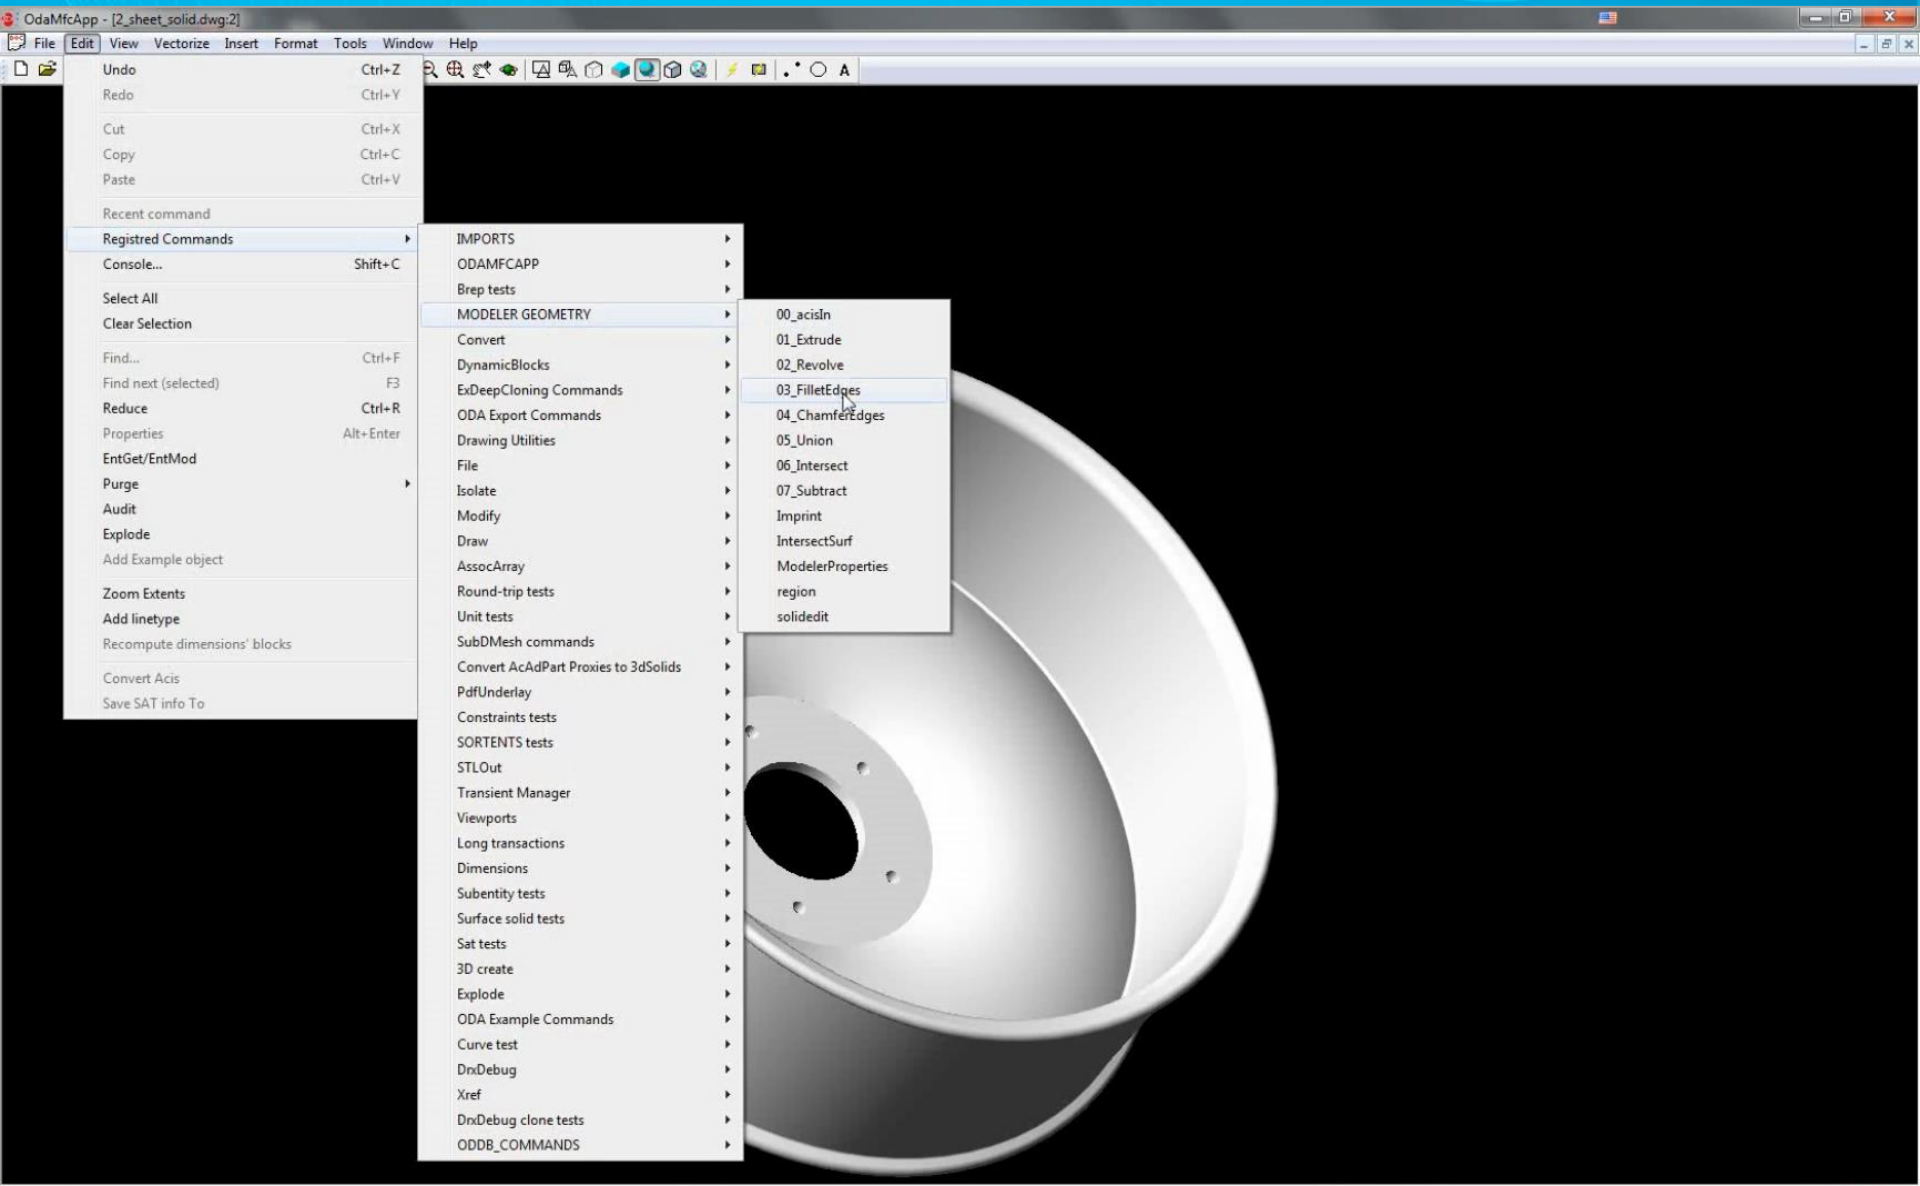 OdaMfcApp - [2_sheet_solid.dwg:2]
File Edit View Vectorize Insert Format Tools Window Help
A
Undo Ctrl+Z
Redo Ctrl+Y
Cut Ctrl+X
Copy Ctrl+C
Paste Ctrl+V
Recent command
Registred Commands
Console... Shift+C
Select All
Clear Selection
Find... Ctrl+F
Find next (selected) F3
Reduce Ctrl+R
Properties Alt+Enter
EntGet/EntMod
Purge
Audit
Explode
Add Example object
Zoom Extents
Add linetype
Recompute dimensions' blocks
Convert Acis
Save SAT info To
IMPORTS
ODAMFCAPP
Brep tests
MODELER GEOMETRY
Convert
DynamicBlocks
ExDeepCloning Commands
ODA Export Commands
Drawing Utilities
File
Isolate
Modify
Draw
AssocArray
Round-trip tests
Unit tests
SubDMesh commands
Convert AcAdPart Proxies to 3dSolids
PdfUnderlay
Constraints tests
SORTENTS tests
STLOut
Transient Manager
Viewports
Long transactions
Dimensions
Subentity tests
Surface solid tests
Sat tests
3D create
Explode
ODA Example Commands
Curve test
DrxDebug
Xref
DrxDebug clone tests
ODDB_COMMANDS
00_acisIn
01_Extrude
02_Revolve
03_FilletEdges
04_ChamferEdges
05_Union
06_Intersect
07_Subtract
Imprint
IntersectSurf
ModelerProperties
region
solidedit